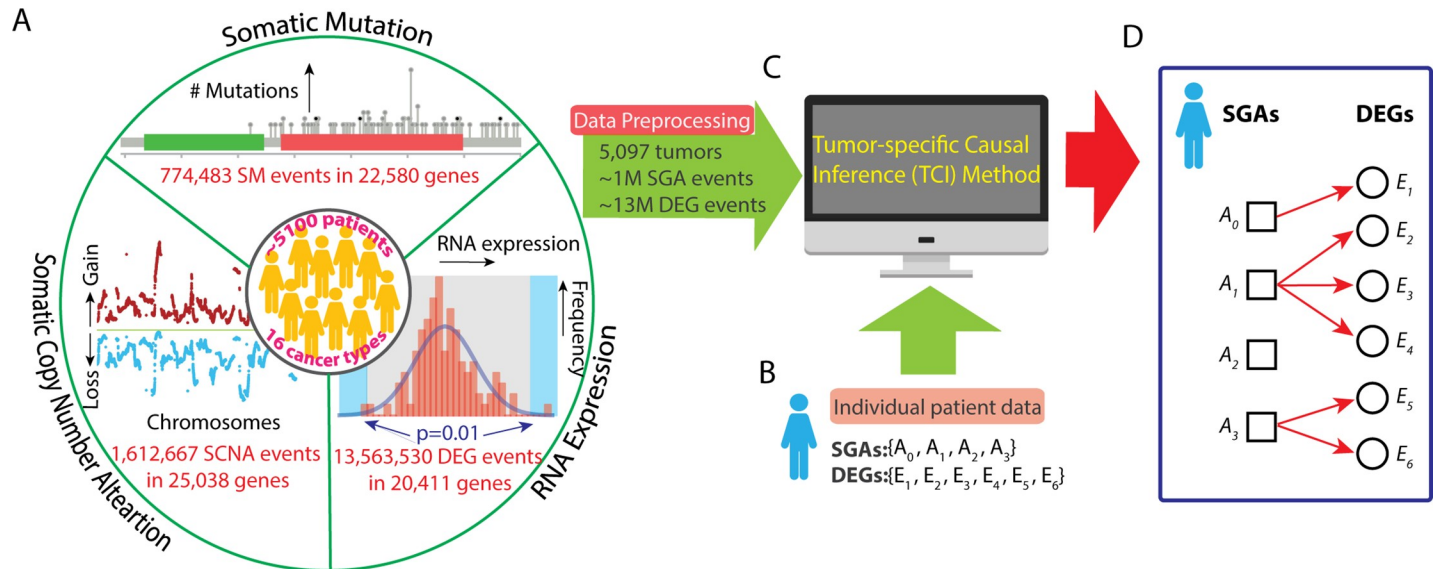 A
Somatic Mutation
# Mutations
774,483 SM events in 22,580 genes
Somatic Copy Number Alteartion
Gain
Loss
Chromosomes
1,612,667 SCNA events
in 25,038 genes
~5100 patients
16 cancer types
RNA expression
Frequency
p=0.01
13,563,530 DEG events
in 20,411 genes
RNA Expression
Data Preprocessing
5,097 tumors
~1M SGA events
~13M DEG events
B
Individual patient data
SGAs:{A₀, A₁, A₂, A₃}
DEGs:{E₁, E₂, E₃, E₄, E₅, E₆}
C
Tumor-specific Causal
Inference (TCI) Method
D
SGAs
DEGs
A₀
A₁
A₂
A₃
E₁
E₂
E₃
E₄
E₅
E₆